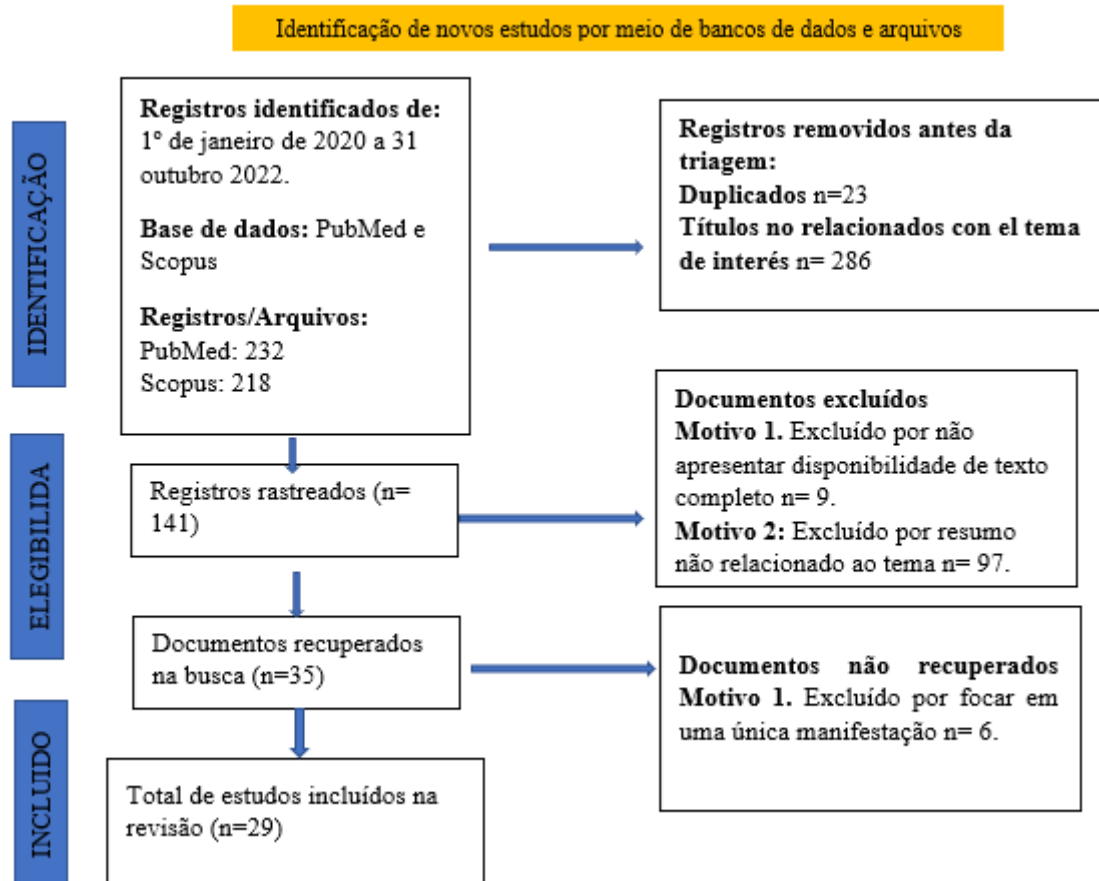 Identificação de novos estudos por meio de bancos de dados e arquivos
IDENTIFICAÇÃO
Registros identificados de:
1º de janeiro de 2020 a 31
outubro 2022.
Base de dados: PubMed e
Scopus
Registros/Arquivos:
PubMed: 232
Scopus: 218
Registros removidos antes da
triagem:
Duplicados n=23
Títulos no relacionados con el tema
de interés n= 286
ELEGIBILIDA
Registros rastreados (n=
141)
Documentos excluídos
Motivo 1. Excluído por não
apresentar disponibilidade de texto
completo n= 9.
Motivo 2: Excluído por resumo
não relacionado ao tema n= 97.
Documentos recuperados
na busca (n=35)
Documentos não recuperados
Motivo 1. Excluído por focar em
uma única manifestação n= 6.
INCLUIDO
Total de estudos incluídos na
revisão (n=29)